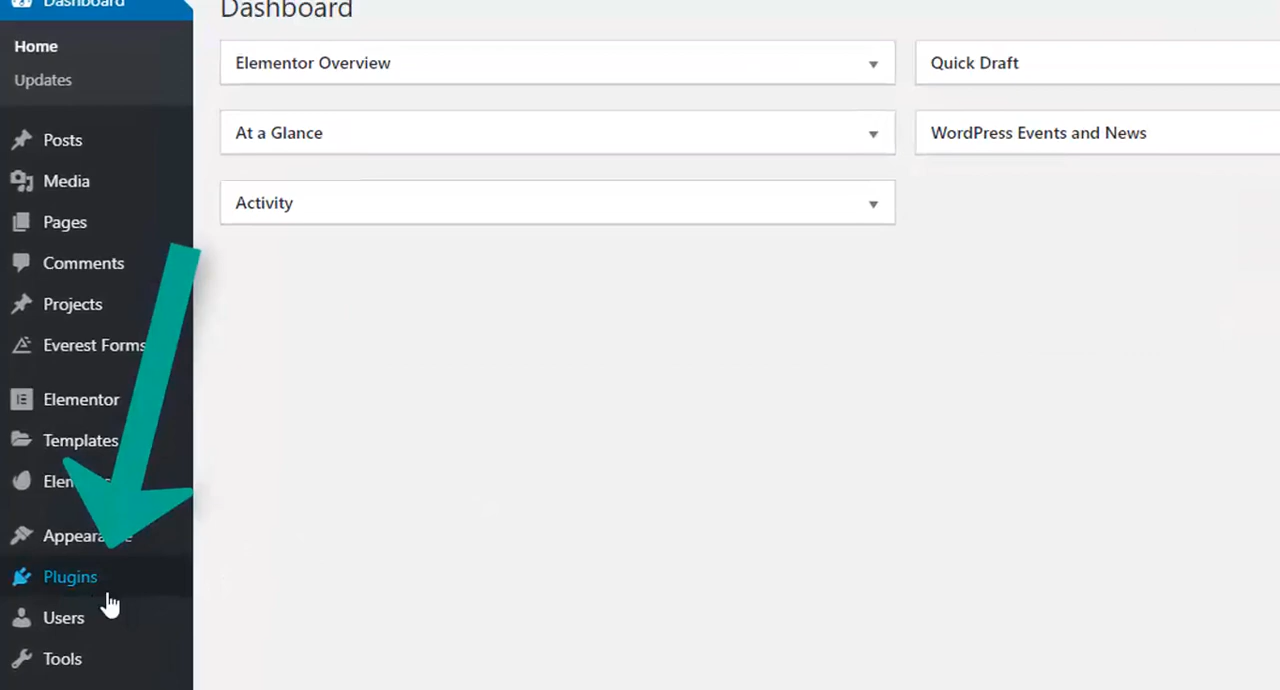 Dashboard
Home
Updates
Posts
Media
Pages
Comments
Projects
Everest Forms
Elementor
Templates
Plugins
Users
Tools
Dashboard
Elementor Overview
At a Glance
Activity
Quick Draft
WordPress Events and News